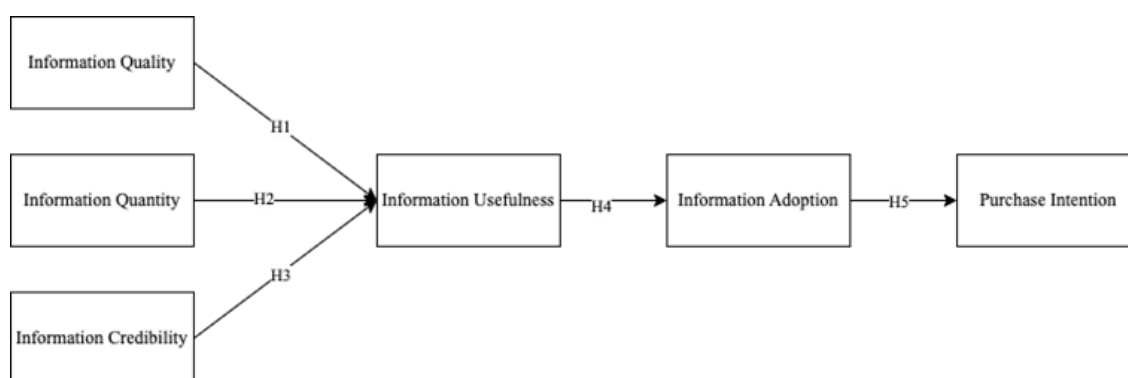 Information Quality
H1
Information Quantity
H2
Information Usefulness
H4
Information Adoption
H5
Purchase Intention
H3
Information Credibility